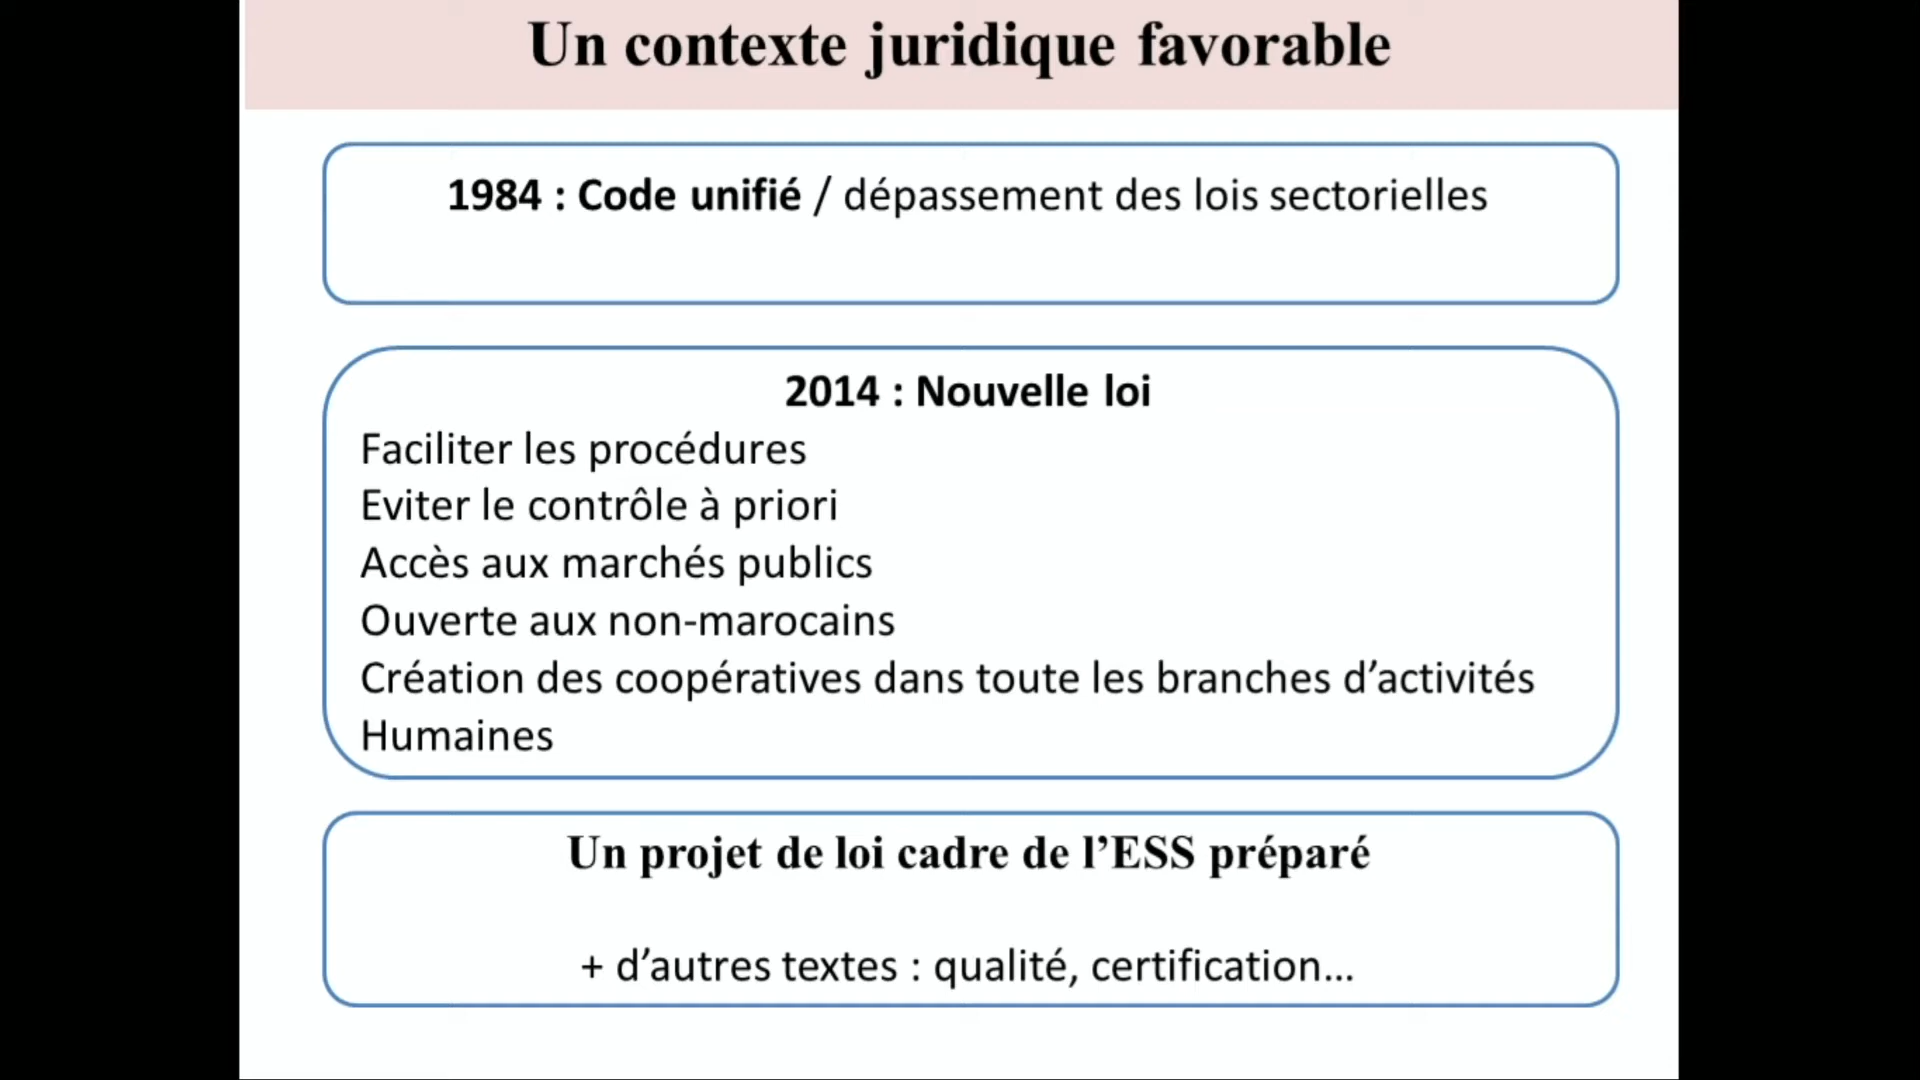 Un contexte juridique favorable
1984 : Code unifié / dépassement des lois sectorielles
2014 : Nouvelle loi
Faciliter les procédures
Eviter le contrôle à priori
Accès aux marchés publics
Ouverte aux non-marocains
Création des coopératives dans toute les branches d’activités
Humaines
Un projet de loi cadre de l’ESS préparé
+ d’autres textes : qualité, certification…